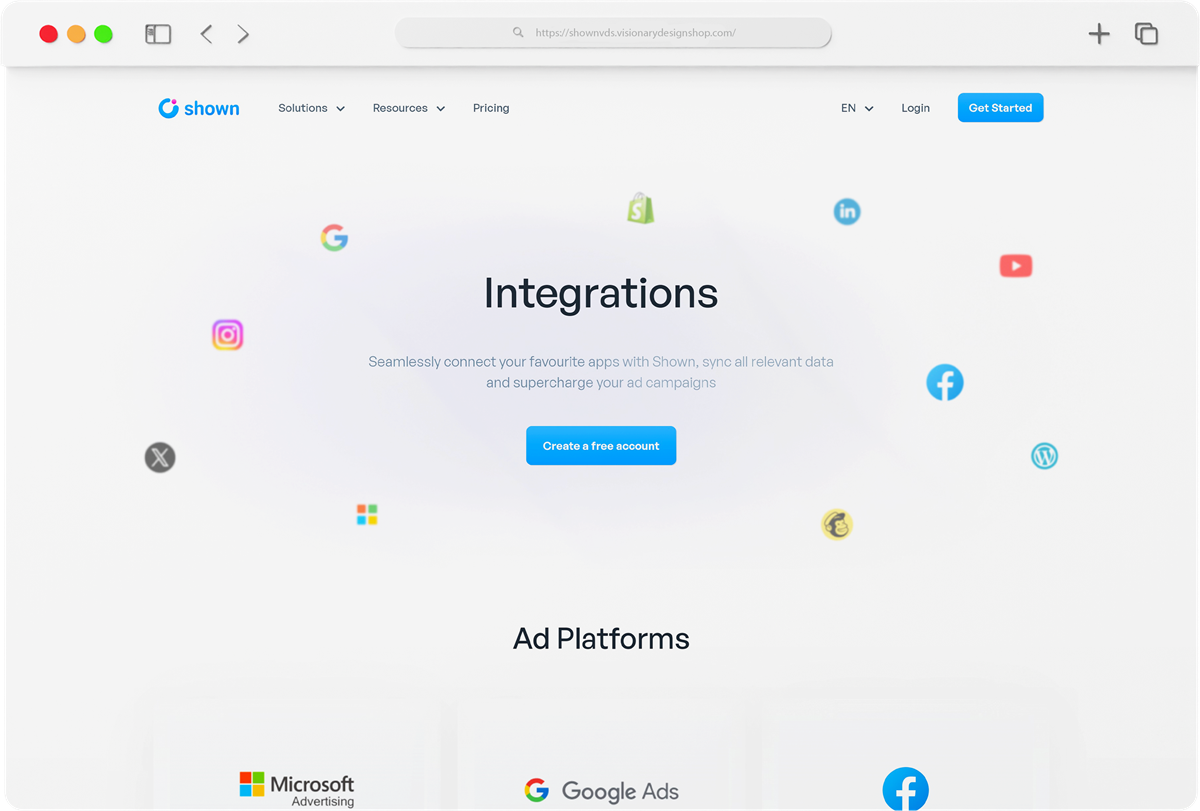 https://shownvds.visionarydesignshop.com/
shown
Solutions
Resources
Pricing
EN
Login
Get Started
Integrations
Seamlessly connect your favourite apps with Shown, sync all relevant data
and supercharge your ad campaigns
Create a free account
Ad Platforms
Microsoft
Advertising
Google Ads